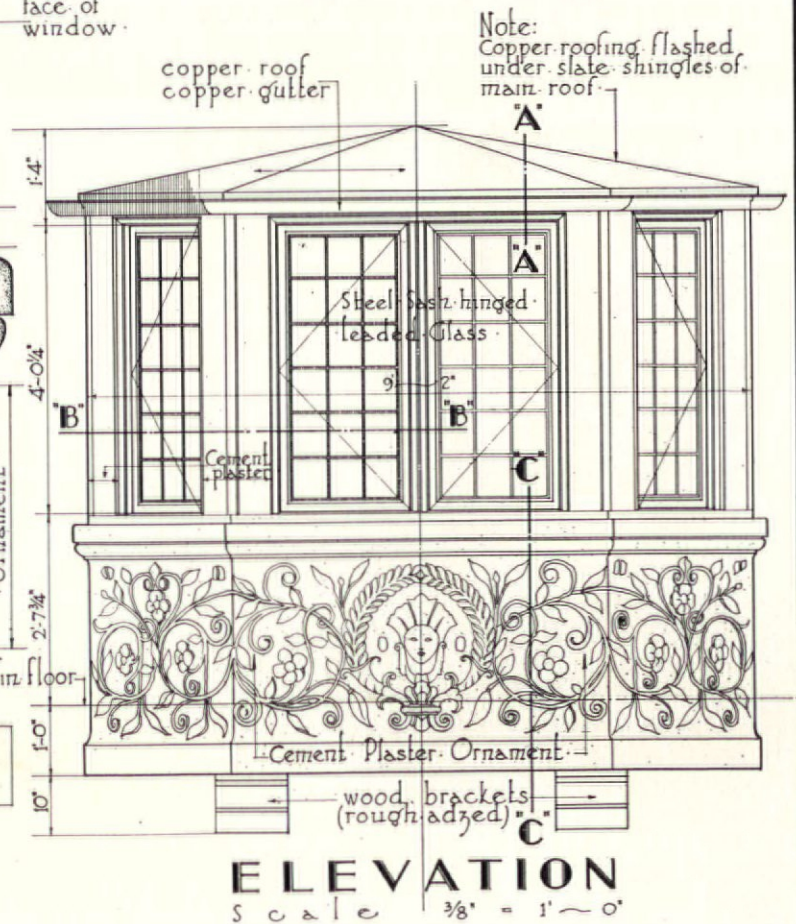 face of
window.
Note:
Copper roofing flashed
under slate shingles of
main roof.
copper roof
copper gutter
"A"
1'-4"
"A"
Steel Sash hinged
leaded Glass
4'-0¼"
9' ~ 2"
"B"
"B"
Cement
plaster
"C"
Ornament
2'-7¾"
in floor
1'-0"
Cement Plaster Ornament
10"
wood brackets
(rough adzed)
"C"
ELEVATION
Scale 3/8" = 1' ~ 0"